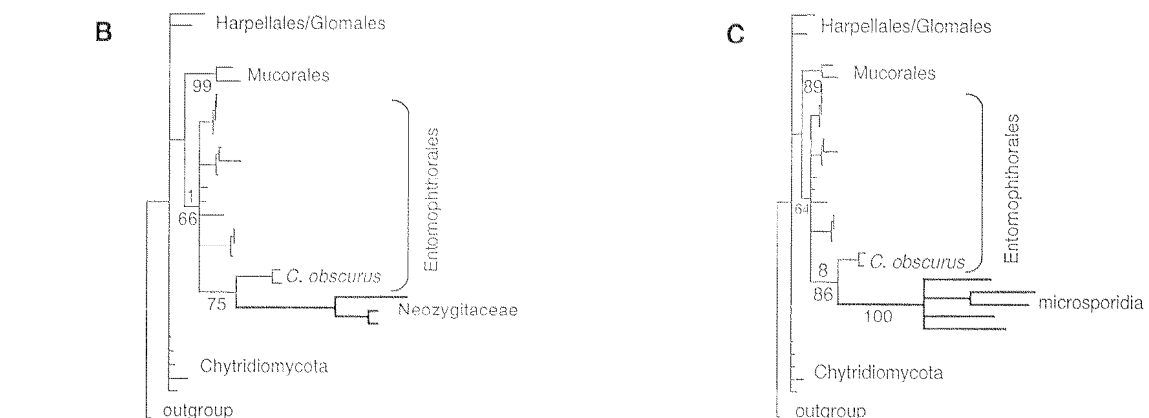 B
Harpellales/Glomales
99
Mucorales
Entomophthorales
1
66
C. obscurus
75
Neozygitaceae
Chytridiomycota
outgroup
C
Harpellales/Glomales
89
Mucorales
Entomophthorales
64
C. obscurus
8
86
microsporidia
100
Chytridiomycota
outgroup